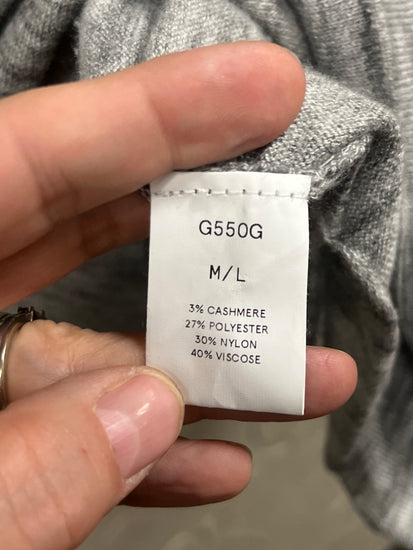 G550G
M/L
3% CASHMERE
27% POLYESTER
30% NYLON
40% VISCOSE